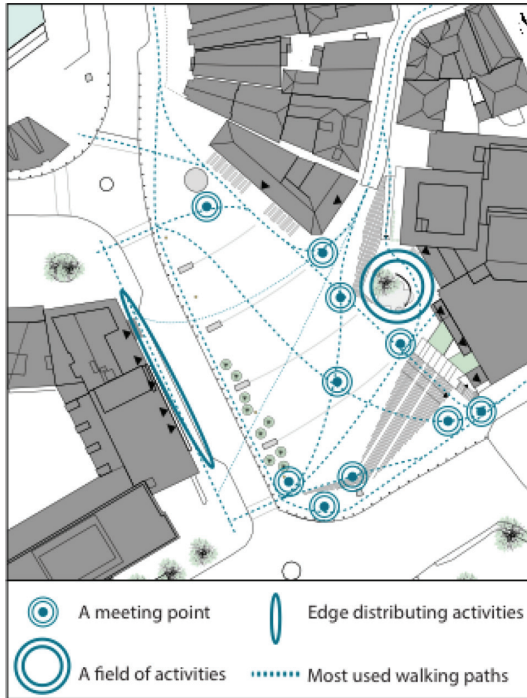 A meeting point
Edge distributing activities
A field of activities
Most used walking paths